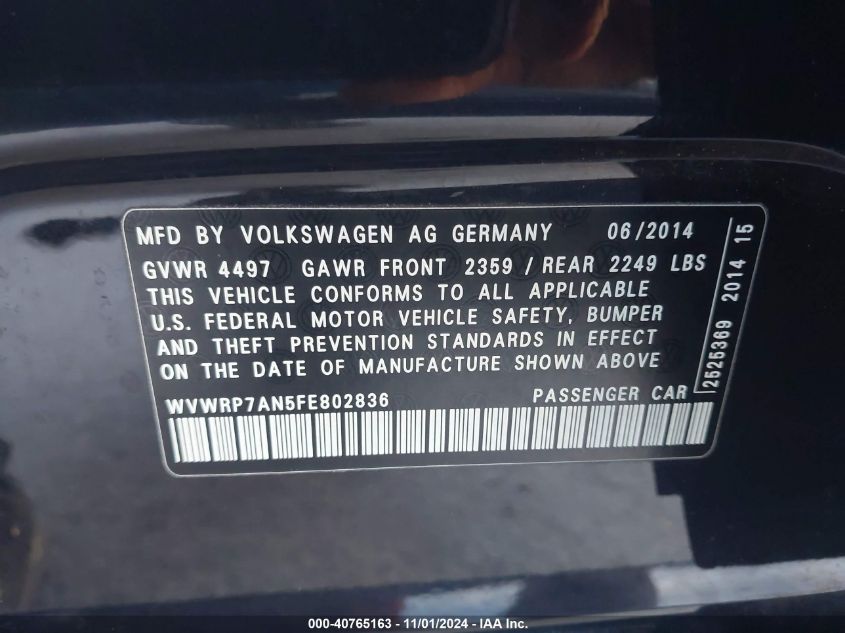 MFD BY VOLKSWAGEN AG GERMANY 06/2014
GVWR 4497 GAWR FRONT 2359 / REAR 2249 LBS
THIS VEHICLE CONFORMS TO ALL APPLICABLE
U.S. FEDERAL MOTOR VEHICLE SAFETY, BUMPER
AND THEFT PREVENTION STANDARDS IN EFFECT
ON THE DATE OF MANUFACTURE SHOWN ABOVE
WVWRP7AN5FE802836 PASSENGER CAR
2525369 2014 15
000-40765163 - 11/01/2024 - IAA Inc.